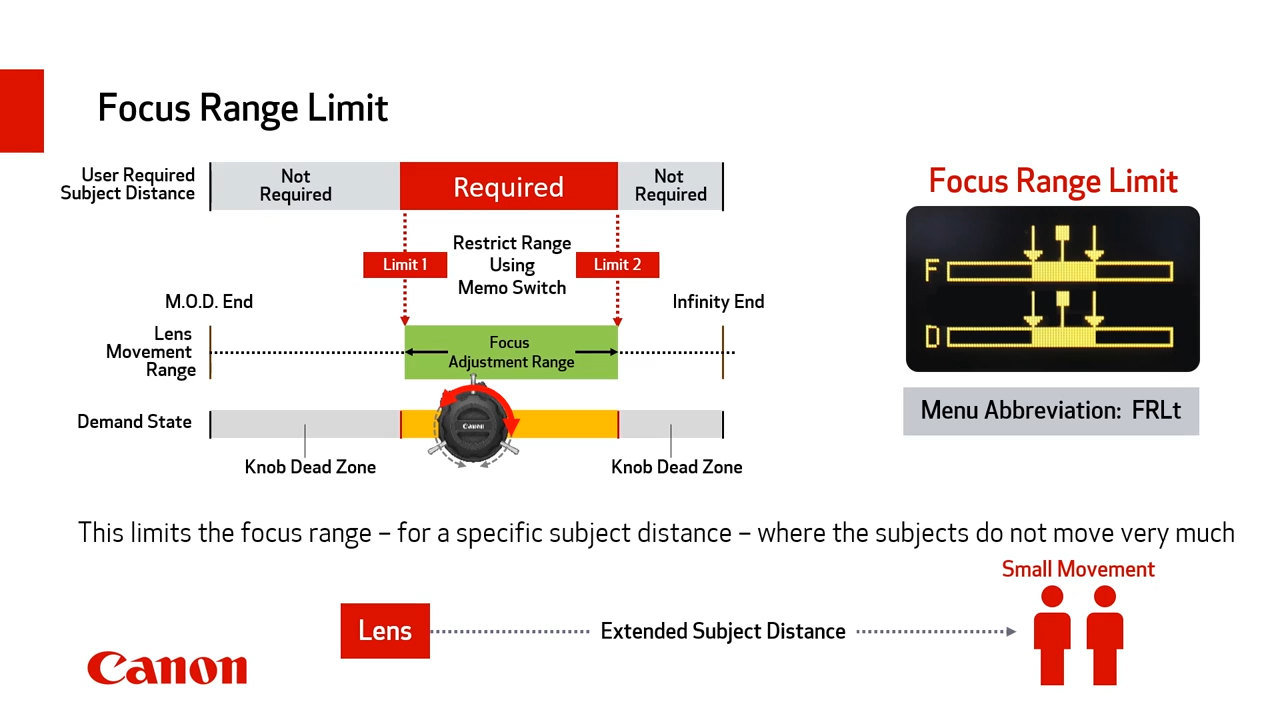 Focus Range Limit
User Required
Subject Distance
Not
Required
Required
Not
Required
Focus Range Limit
Restrict Range
Using
Memo Switch
Limit 1
Limit 2
M.O.D. End
Infinity End
Lens
Movement
Range
Focus
Adjustment Range
F
D
Demand State
Canon
Menu Abbreviation: FRLt
Knob Dead Zone
Knob Dead Zone
This limits the focus range – for a specific subject distance – where the subjects do not move very much
Small Movement
Lens
Extended Subject Distance
Canon